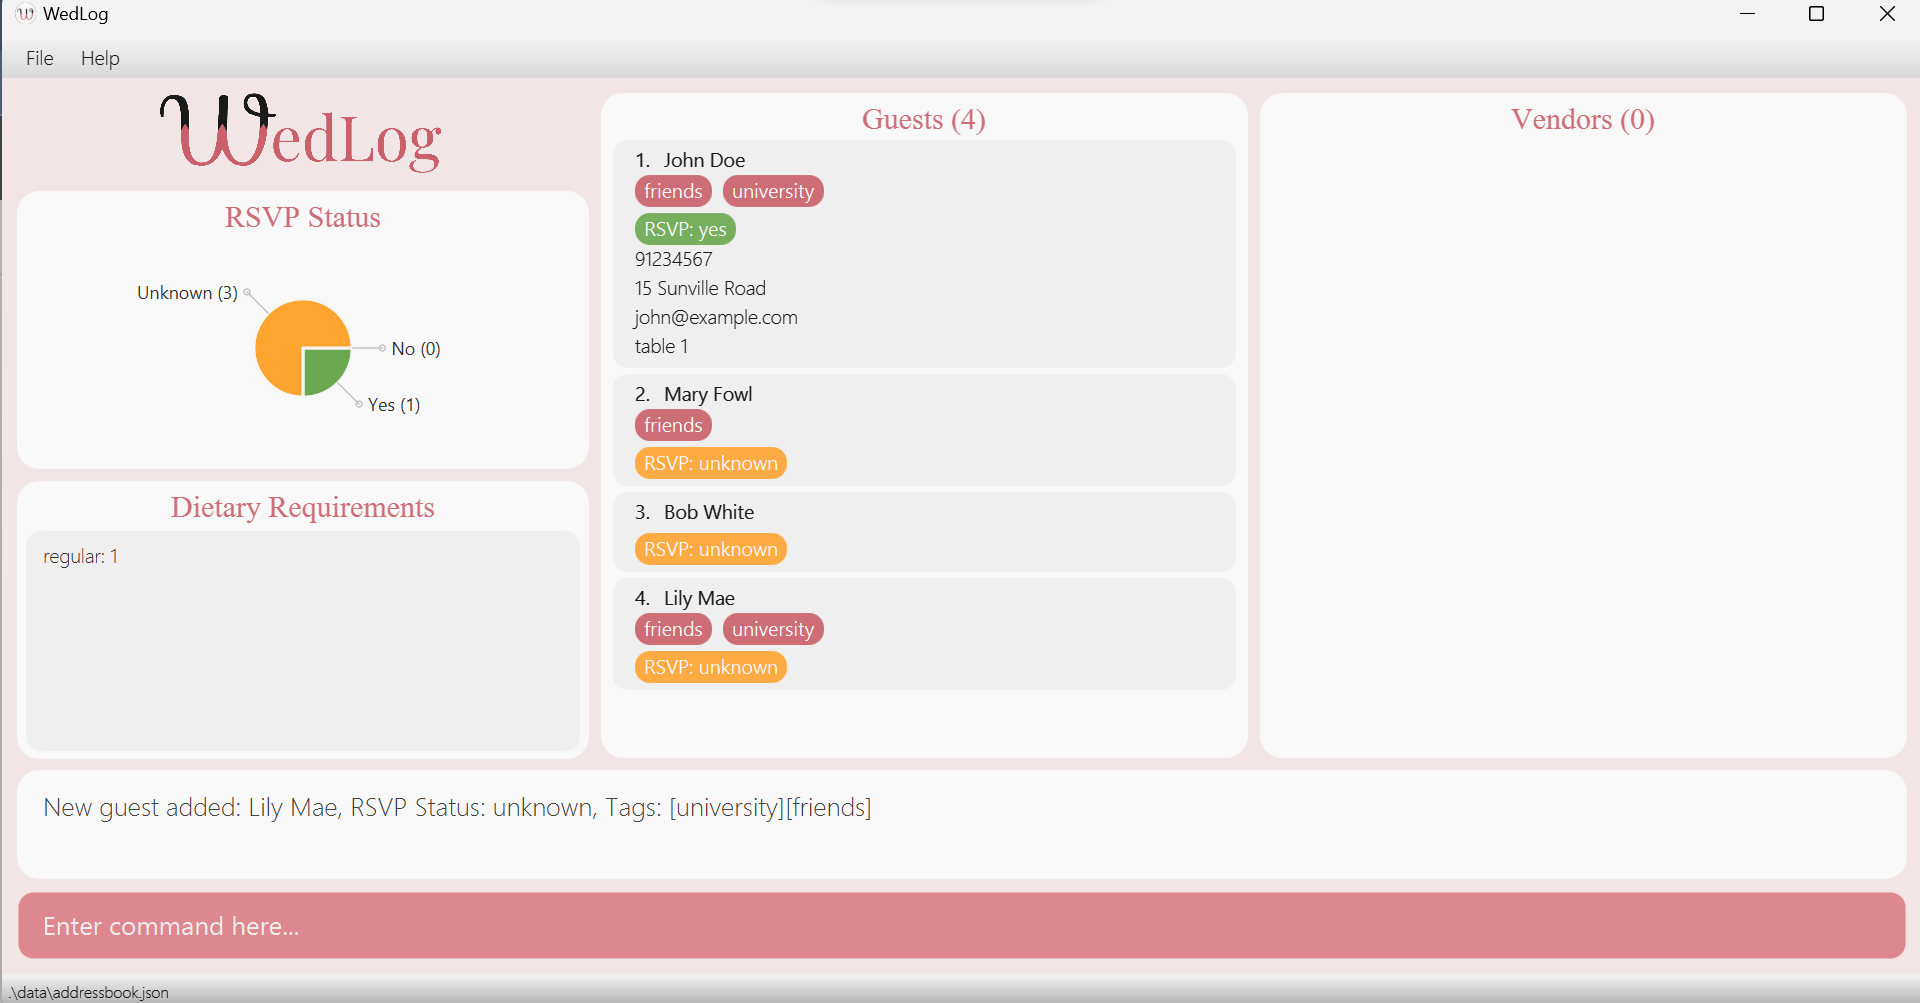 WedLog
File Help
WedLog
RSVP Status
Unknown (3)
No (0)
Yes (1)
Dietary Requirements
regular: 1
Guests (4)
1. John Doe
friends university
RSVP: yes
91234567
15 Sunville Road
john@example.com
table 1
2. Mary Fowl
friends
RSVP: unknown
3. Bob White
RSVP: unknown
4. Lily Mae
friends university
RSVP: unknown
Vendors (0)
New guest added: Lily Mae, RSVP Status: unknown, Tags: [university][friends]
Enter command here...
.\data\addressbook.json